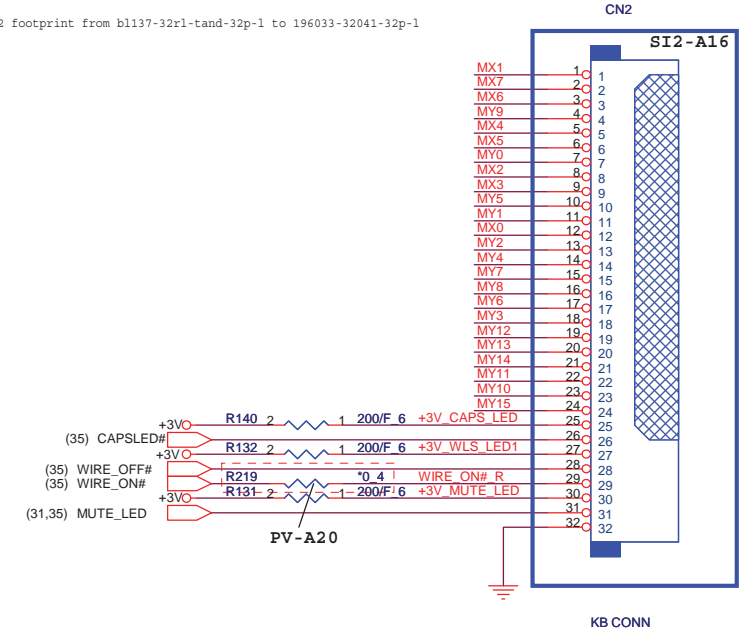 CN2
2 footprint from bl137-32rl-tand-32p-l to 196033-32041-32p-l
SI2-A16
MX1 1 1
MX7 2 2
MX6 3 3
MY9 4 4
MX4 5 5
MX5 6 6
MY0 7 7
MX2 8 8
MX3 9 9
MY5 10 10
MY1 11 11
MX0 12 12
MY2 13 13
MY4 14 14
MY7 15 15
MY8 16 16
MY6 17 17
MY3 18 18
MY12 19 19
MY13 20 20
MY14 21 21
MY11 22 22
MY10 23 23
MY15 24 24
+3V R140 2 1 200/F_6 +3V_CAPS_LED 25 25
(35) CAPSLED# 26 26
+3V R132 2 1 200/F_6 +3V_WLS_LED1 27 27
(35) WIRE_OFF# 28 28
(35) WIRE_ON# R219 *0_4 WIRE_ON#_R 29 29
+3V R131 2 1 200/F_6 +3V_MUTE_LED 30 30
(31,35) MUTE_LED 31 31
32 32
PV-A20
KB CONN